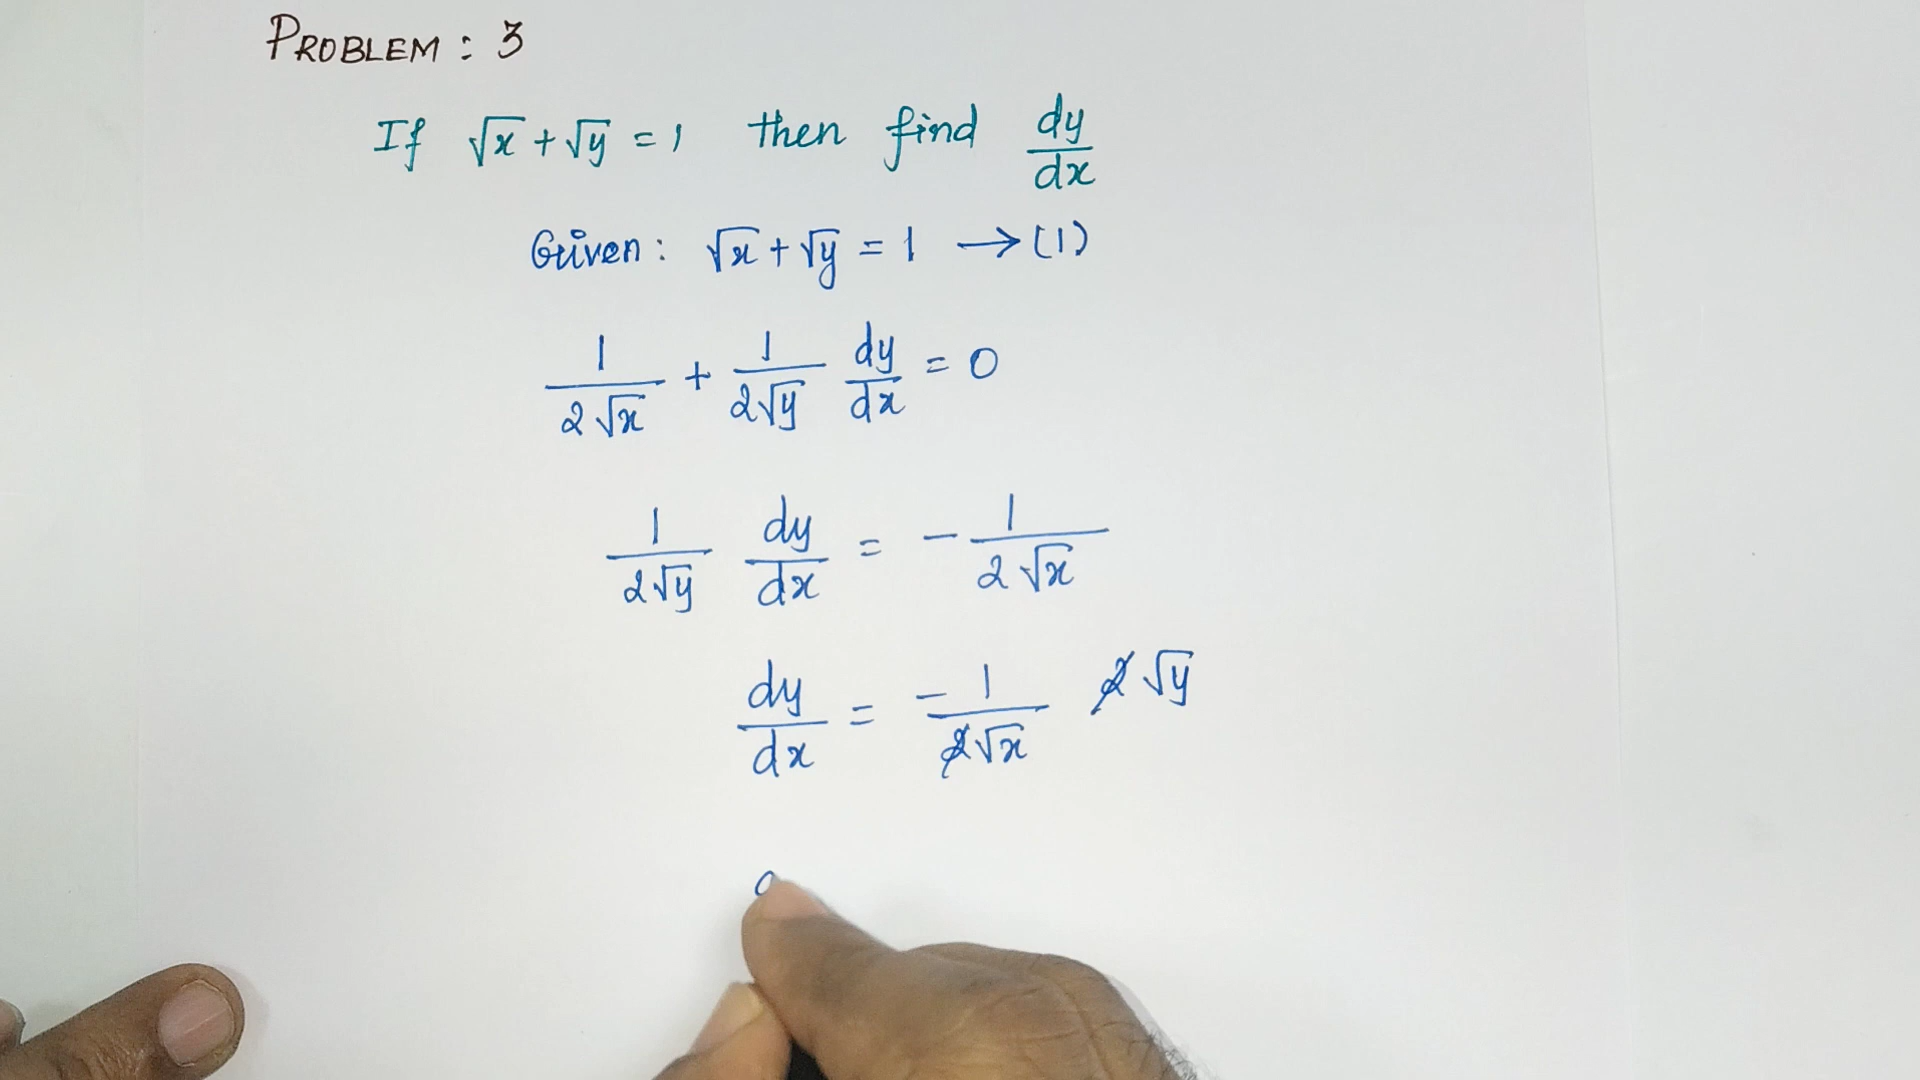 PROBLEM : 3
If √x + √y = 1 then find dy/dx
Given : √x + √y = 1 → (1)
1/(2√x) + 1/(2√y) dy/dx = 0
1/(2√y) dy/dx = - 1/(2√x)
dy/dx = -1/(2√x) 2√y